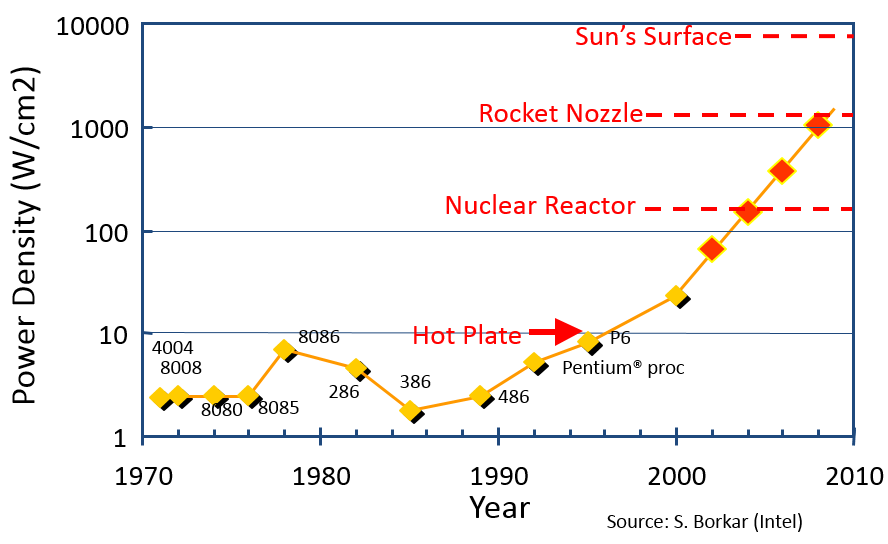 10000
1000
100
10
1
Power Density (W/cm2)
Sun's Surface
Rocket Nozzle
Nuclear Reactor
Hot Plate
4004
8008
8080
8085
8086
286
386
486
P6
Pentium® proc
1970
1980
1990
2000
2010
Year
Source: S. Borkar (Intel)